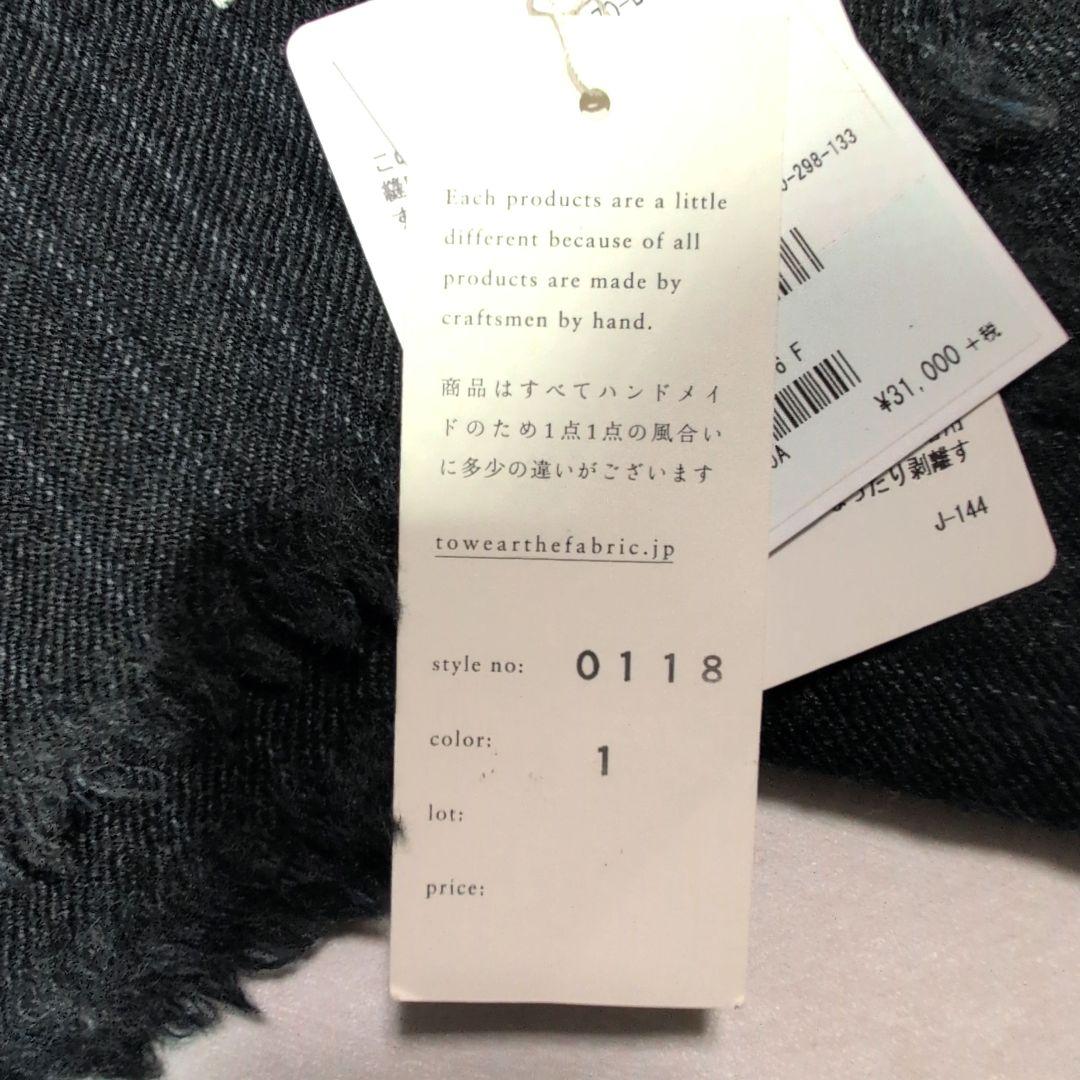 Each products are a little
different because of all
products are made by
craftsmen by hand.
商品はすべてハンドメイ
ドのため1点1点の風合い
に多少の違いがございます
towearthefabric.jp
style no: 0118
color: 1
lot:
price:
-298-133
F
¥31,000+税
剥離す
J-144